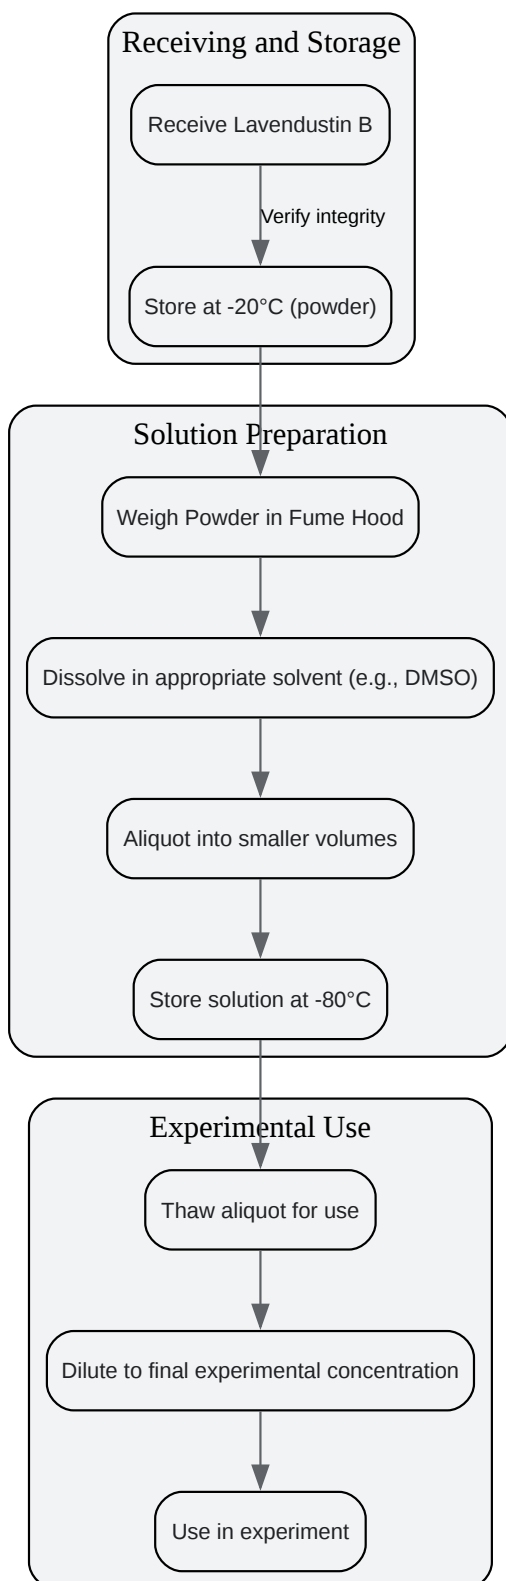 Receiving and Storage
Receive Lavendustin B
Verify integrity
Store at -20°C (powder)
Solution Preparation
Weigh Powder in Fume Hood
Dissolve in appropriate solvent (e.g., DMSO)
Aliquot into smaller volumes
Store solution at -80°C
Experimental Use
Thaw aliquot for use
Dilute to final experimental concentration
Use in experiment